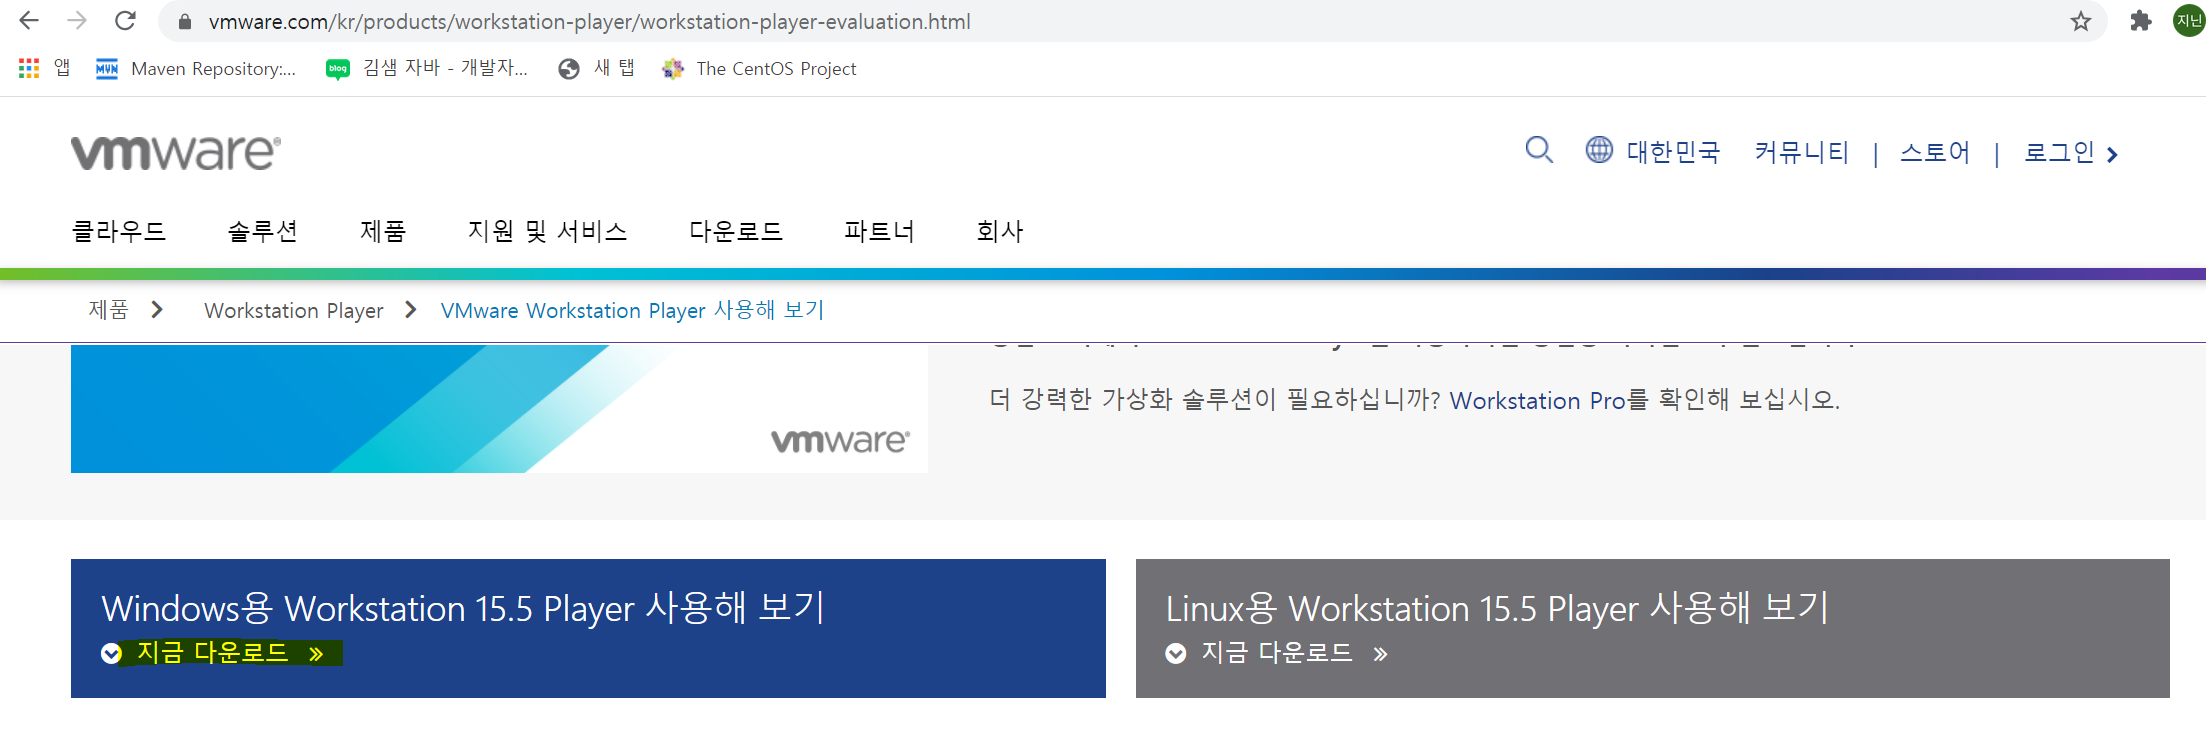 vmware.com/kr/products/workstation-player/workstation-player-evaluation.html
지닌
앱 Maven Repository:... 김샘 자바 - 개발자... 새 탭 The CentOS Project
vmware®
대한민국 커뮤니티 | 스토어 | 로그인
클라우드 솔루션 제품 지원 및 서비스 다운로드 파트너 회사
제품 Workstation Player VMware Workstation Player 사용해 보기
더 강력한 가상화 솔루션이 필요하십니까? Workstation Pro를 확인해 보십시오.
vmware®
Windows용 Workstation 15.5 Player 사용해 보기
지금 다운로드 »
Linux용 Workstation 15.5 Player 사용해 보기
지금 다운로드 »